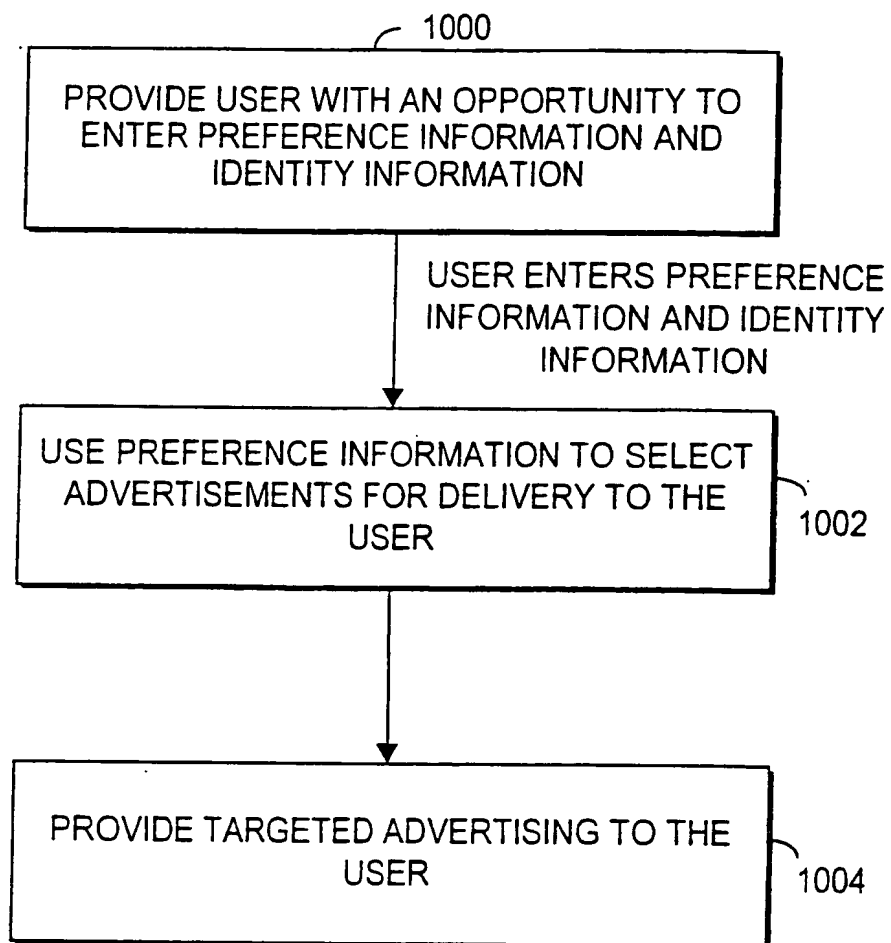 1000
PROVIDE USER WITH AN OPPORTUNITY TO
ENTER PREFERENCE INFORMATION AND
IDENTITY INFORMATION
USER ENTERS PREFERENCE
INFORMATION AND IDENTITY
INFORMATION
USE PREFERENCE INFORMATION TO SELECT
ADVERTISEMENTS FOR DELIVERY TO THE
USER
1002
PROVIDE TARGETED ADVERTISING TO THE
USER
1004